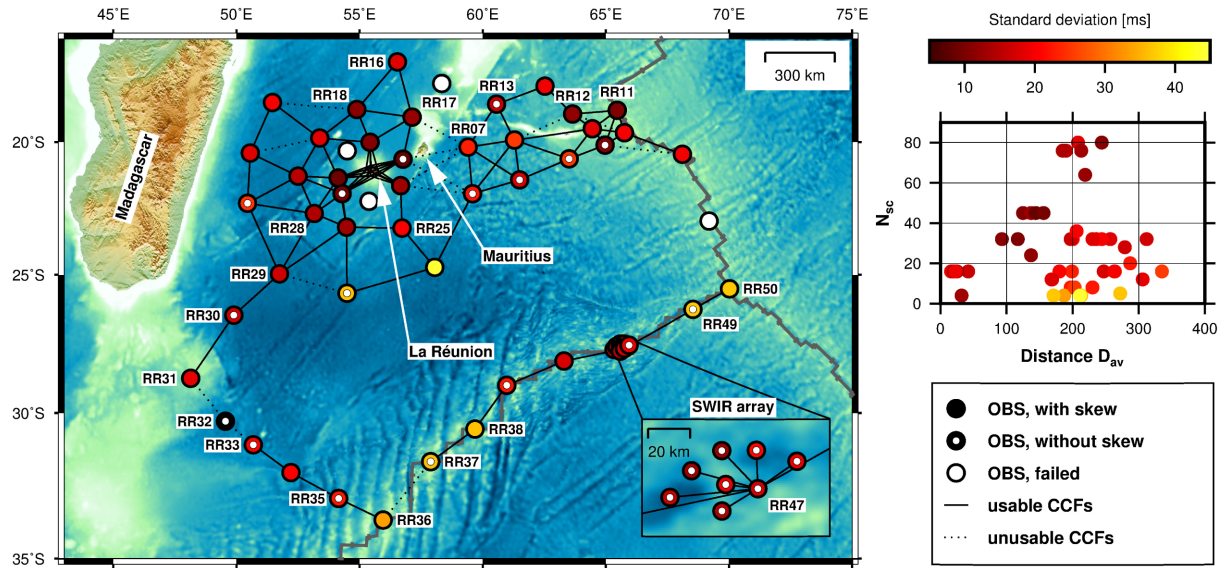 45°E 50°E 55°E 60°E 65°E 70°E 75°E
20°S
25°S
30°S
35°S
Madagascar
RR16
RR18
RR17
RR13
RR12
RR11
RR07
300 km
RR28
RR25
RR29
Mauritius
RR30
La Réunion
RR50
RR49
RR31
RR32
RR33
RR38
RR37
RR35
RR36
SWIR array
20 km
RR47
Standard deviation [ms]
10 20 30 40
Nsc
80
60
40
20
0
0 100 200 300 400
Distance Dav
OBS, with skew
OBS, without skew
OBS, failed
usable CCFs
unusable CCFs